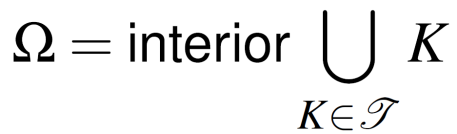 Ω = interior ⋃ K
K∈𝒯